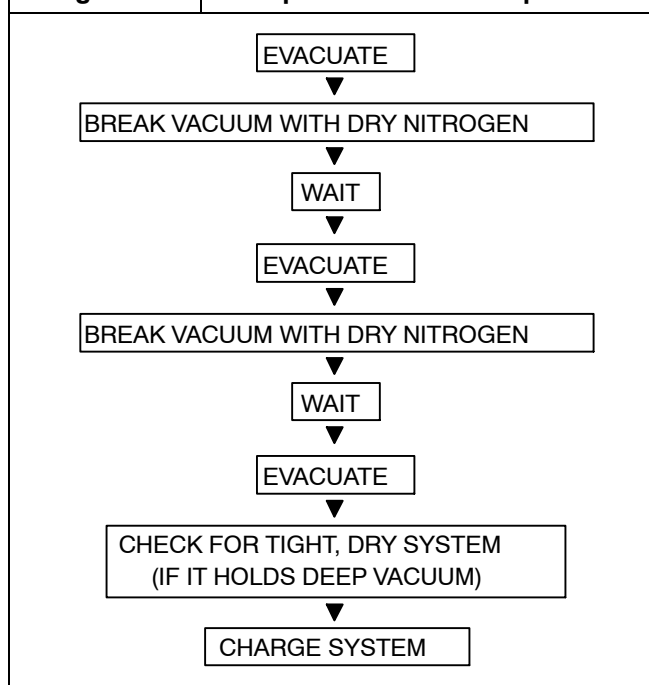 EVACUATE
BREAK VACUUM WITH DRY NITROGEN
WAIT
EVACUATE
BREAK VACUUM WITH DRY NITROGEN
WAIT
EVACUATE
CHECK FOR TIGHT, DRY SYSTEM
(IF IT HOLDS DEEP VACUUM)
CHARGE SYSTEM